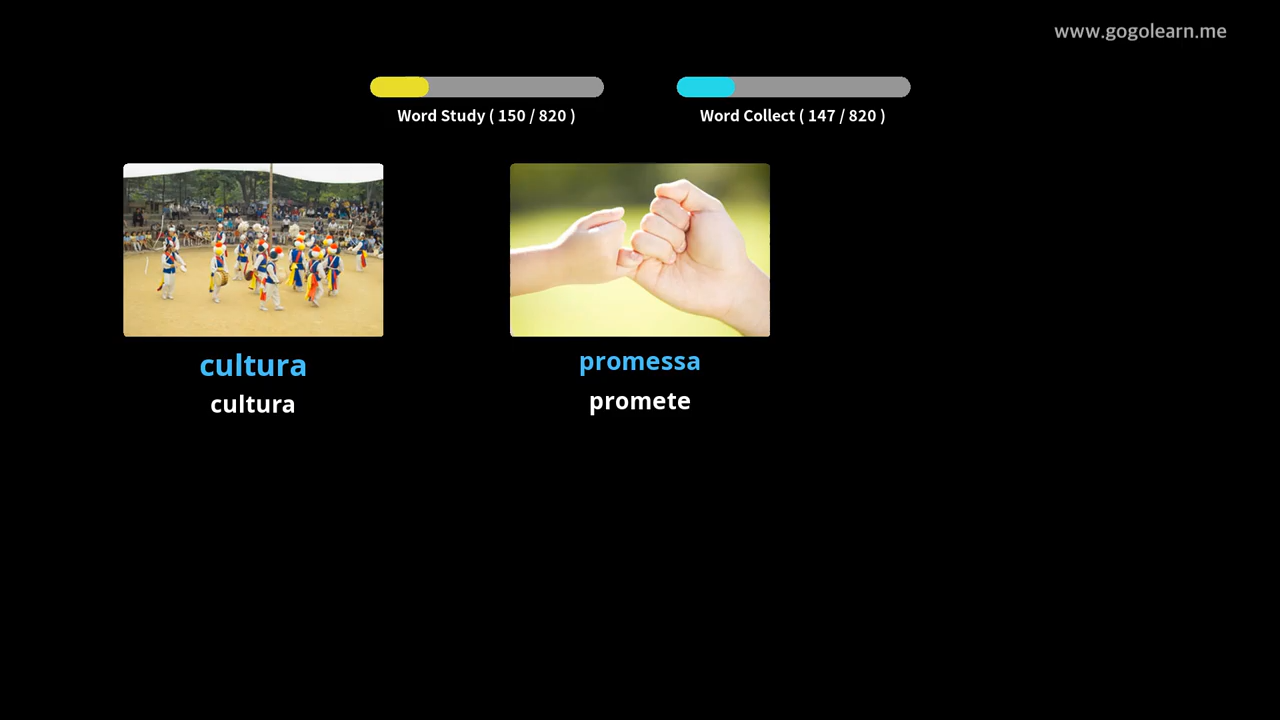 www.gogolearn.me
Word Study ( 150 / 820 )
Word Collect ( 147 / 820 )
cultura
cultura
promessa
promete